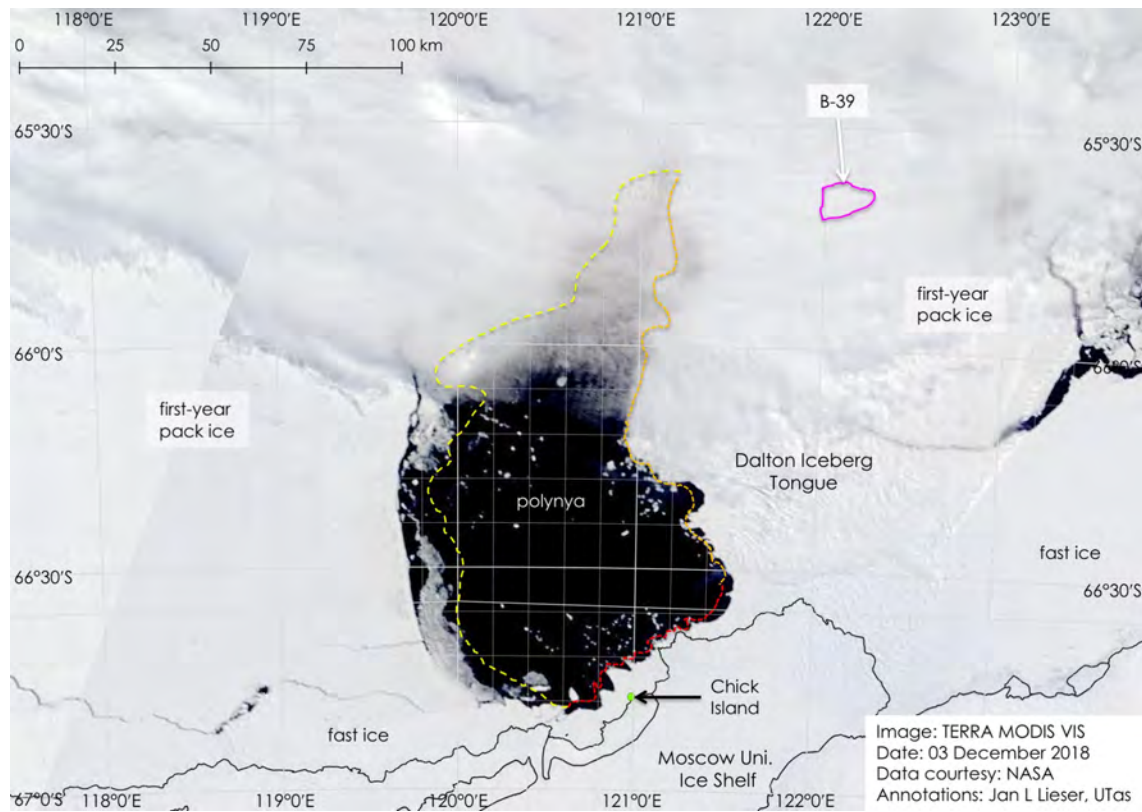 118°0'E
119°0'E
120°0'E
121°0'E
122°0'E
123°0'E
0
25
50
75
100 km
B-39
65°30'S
65°30'S
first-year
pack ice
66°0'S
66°0'S
first-year
pack ice
Dalton Iceberg
Tongue
polynya
fast ice
66°30'S
66°30'S
Chick
Island
fast ice
Moscow Uni.
Ice Shelf
Image: TERRA MODIS VIS
Date: 03 December 2018
Data courtesy: NASA
Annotations: Jan L Lieser, UTas
67°0'S
118°0'E
119°0'E
120°0'E
121°0'E
122°0'E